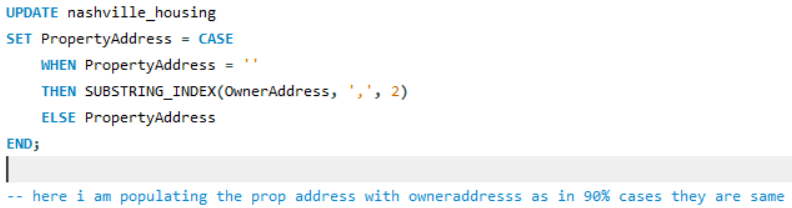 UPDATE nashville_housing
SET PropertyAddress = CASE
WHEN PropertyAddress = ''
THEN SUBSTRING_INDEX(OwnerAddress, ',', 2)
ELSE PropertyAddress
END;
-- here i am populating the prop address with owneraddresss as in 90% cases they are same